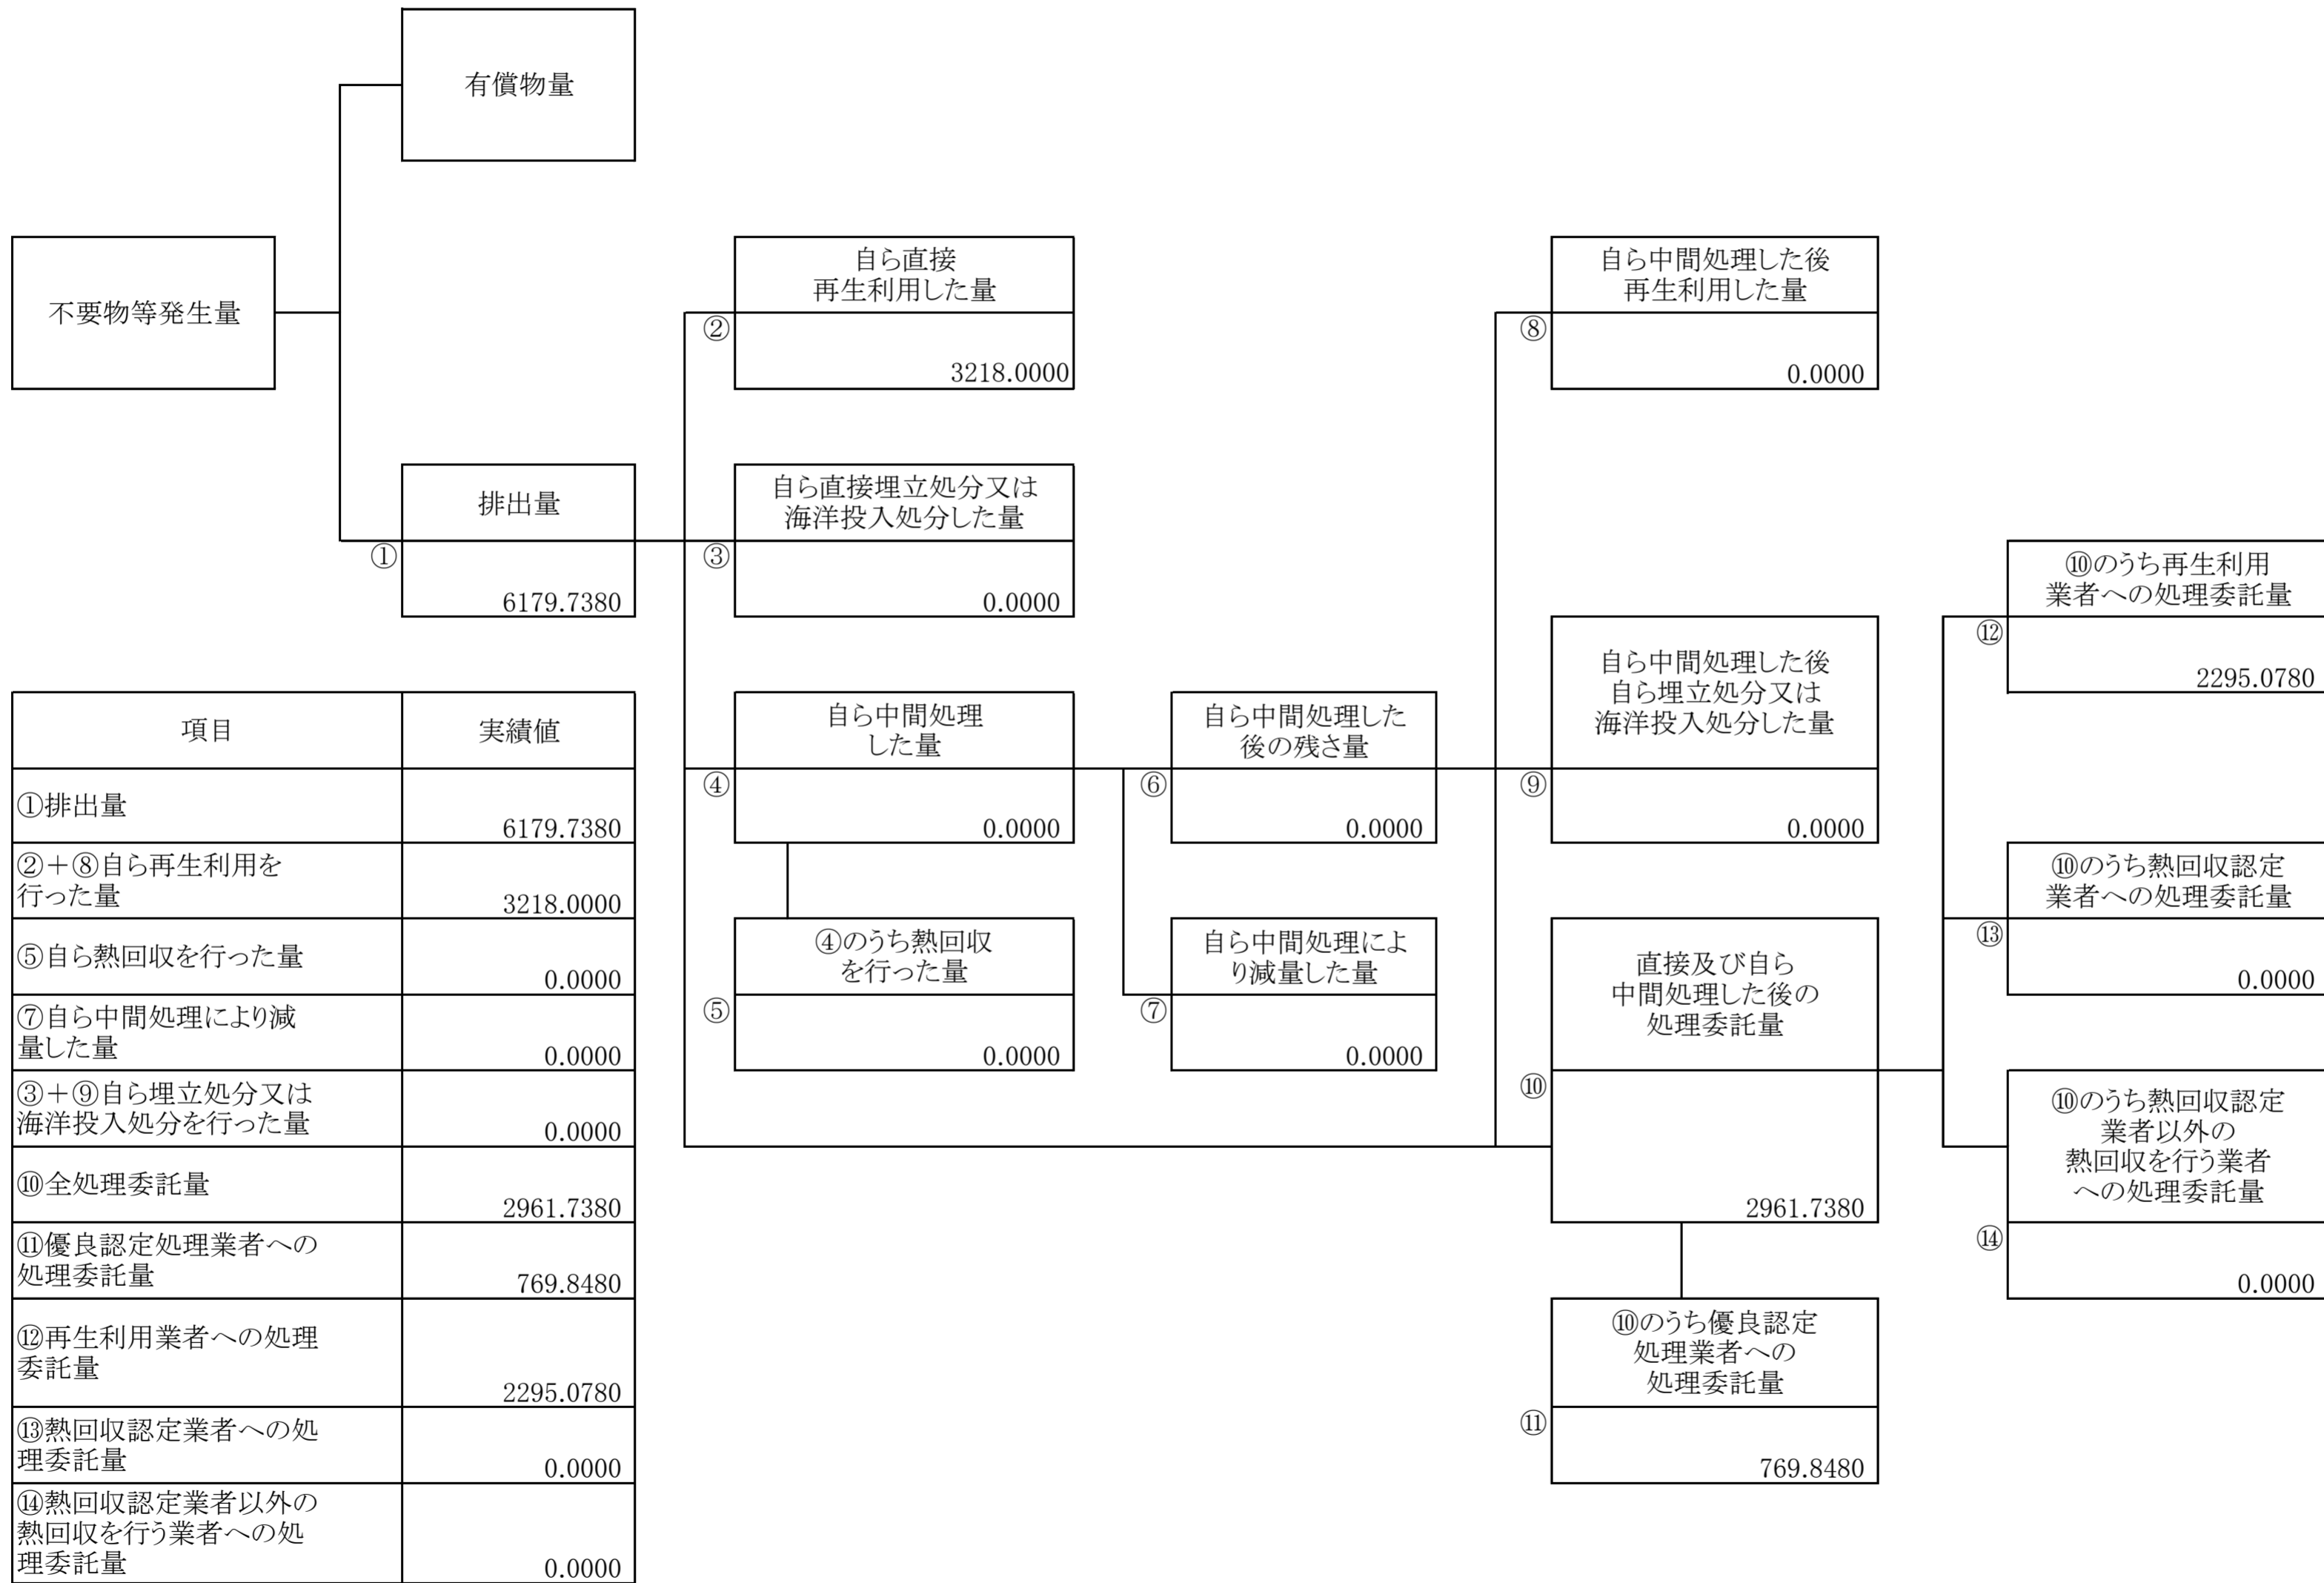 有償物量
不要物等発生量
自ら直接
再生利用した量
②
3218.0000
自ら中間処理した後
再生利用した量
⑧
0.0000
排出量
①
6179.7380
自ら直接埋立処分又は
海洋投入処分した量
③
0.0000
⑩のうち再生利用
業者への処理委託量
⑫
2295.0780
自ら中間処理
した量
④
0.0000
自ら中間処理した
後の残さ量
⑥
0.0000
自ら中間処理した後
自ら埋立処分又は
海洋投入処分した量
⑨
0.0000
⑩のうち熱回収認定
業者への処理委託量
⑬
0.0000
④のうち熱回収
を行った量
⑤
0.0000
自ら中間処理によ
り減量した量
⑦
0.0000
直接及び自ら
中間処理した後の
処理委託量
⑩
2961.7380
⑩のうち熱回収認定
業者以外の
熱回収を行う業者
への処理委託量
⑭
0.0000
⑩のうち優良認定
処理業者への
処理委託量
⑪
769.8480
項目
実績値
①排出量
6179.7380
②＋⑧自ら再生利用を
行った量
3218.0000
⑤自ら熱回収を行った量
0.0000
⑦自ら中間処理により減
量した量
0.0000
③＋⑨自ら埋立処分又は
海洋投入処分を行った量
0.0000
⑩全処理委託量
2961.7380
⑪優良認定処理業者への
処理委託量
769.8480
⑫再生利用業者への処理
委託量
2295.0780
⑬熱回収認定業者への処
理委託量
0.0000
⑭熱回収認定業者以外の
熱回収を行う業者への処
理委託量
0.0000